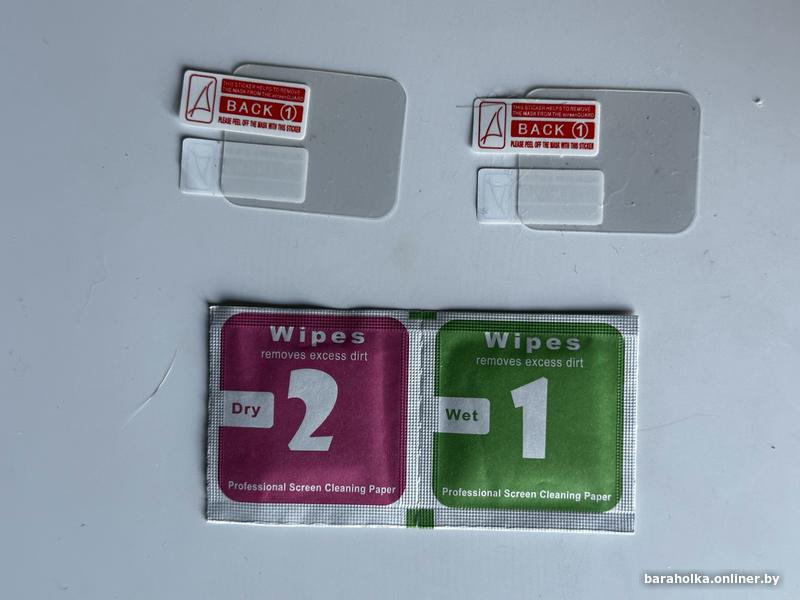 THIS STICKER HELPS TO REMOVE
THE MASK FROM THE screenGUARD
BACK 1
PLEASE PEEL OFF THE MASK WITH THIS STICKER
THIS STICKER HELPS TO REMOVE
THE MASK FROM THE screenGUARD
BACK 1
PLEASE PEEL OFF THE MASK WITH THIS STICKER
Wipes
removes excess dirt
Dry
2
Professional Screen Cleaning Paper
Wipes
removes excess dirt
Wet
1
Professional Screen Cleaning Paper
baraholka.onliner.by